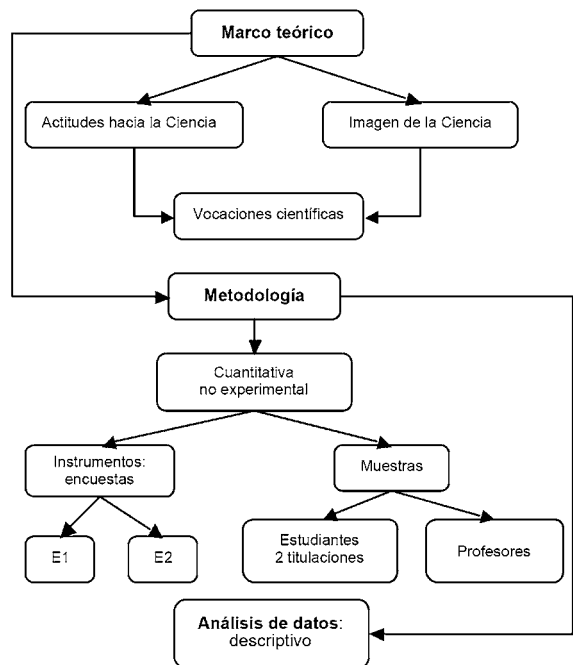 Marco teórico
Actitudes hacia la Ciencia
Imagen de la Ciencia
Vocaciones científicas
Metodología
Cuantitativa
no experimental
Instrumentos:
encuestas
Muestras
E1
E2
Estudiantes
2 titulaciones
Profesores
Análisis de datos:
descriptivo